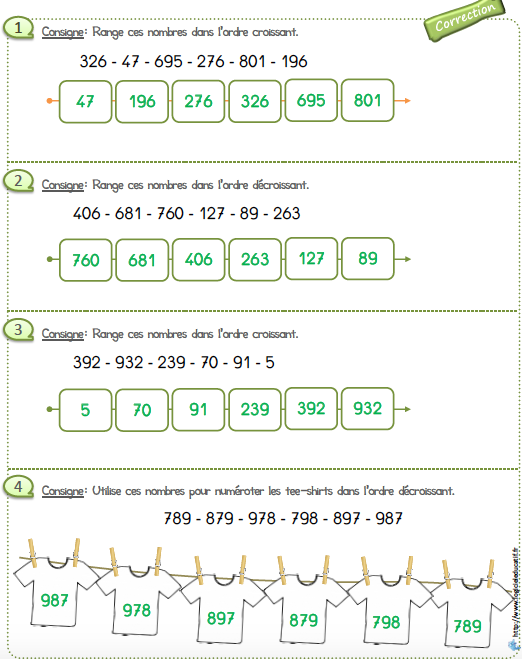 Correction
1 Consigne: Range ces nombres dans l'ordre croissant.
326 - 47 - 695 - 276 - 801 - 196
47 196 276 326 695 801
2 Consigne: Range ces nombres dans l'ordre décroissant.
406 - 681 - 760 - 127 - 89 - 263
760 681 406 263 127 89
3 Consigne: Range ces nombres dans l'ordre croissant.
392 - 932 - 239 - 70 - 91 - 5
5 70 91 239 392 932
4 Consigne: Utilise ces nombres pour numéroter les tee-shirts dans l'ordre décroissant.
789 - 879 - 978 - 798 - 897 - 987
987 978 897 879 798 789